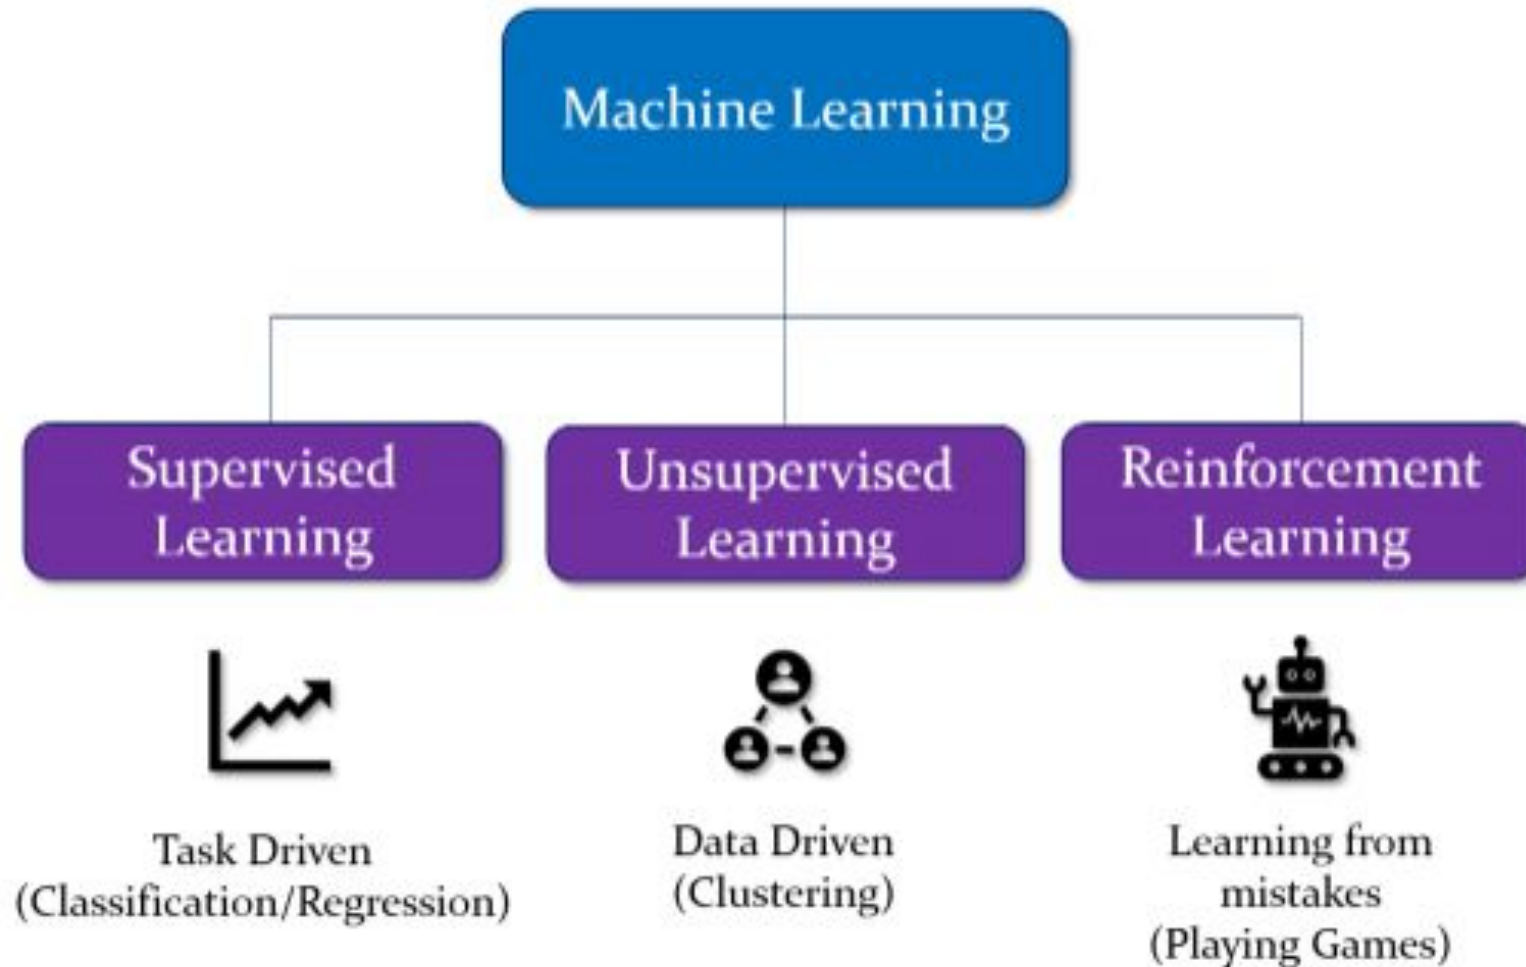 Machine Learning
Supervised
Learning
Unsupervised
Learning
Reinforcement
Learning
Task Driven
(Classification/Regression)
Data Driven
(Clustering)
Learning from
mistakes
(Playing Games)